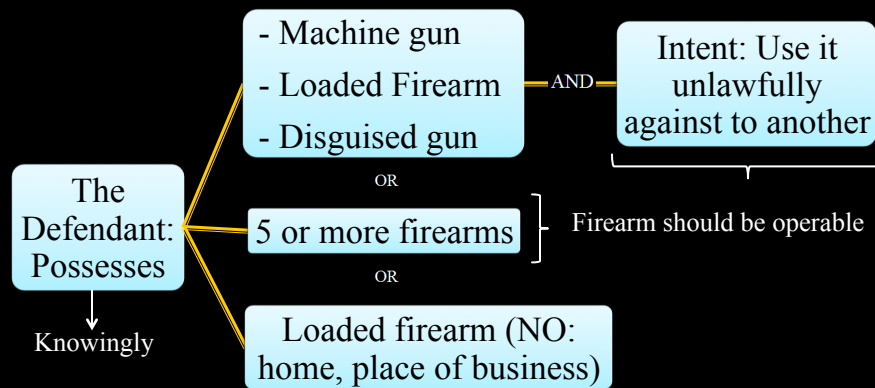 The
Defendant:
Possesses
Knowingly
- Machine gun
- Loaded Firearm
- Disguised gun
AND
Intent: Use it
unlawfully
against to another
OR
5 or more firearms
Firearm should be operable
OR
Loaded firearm (NO:
home, place of business)